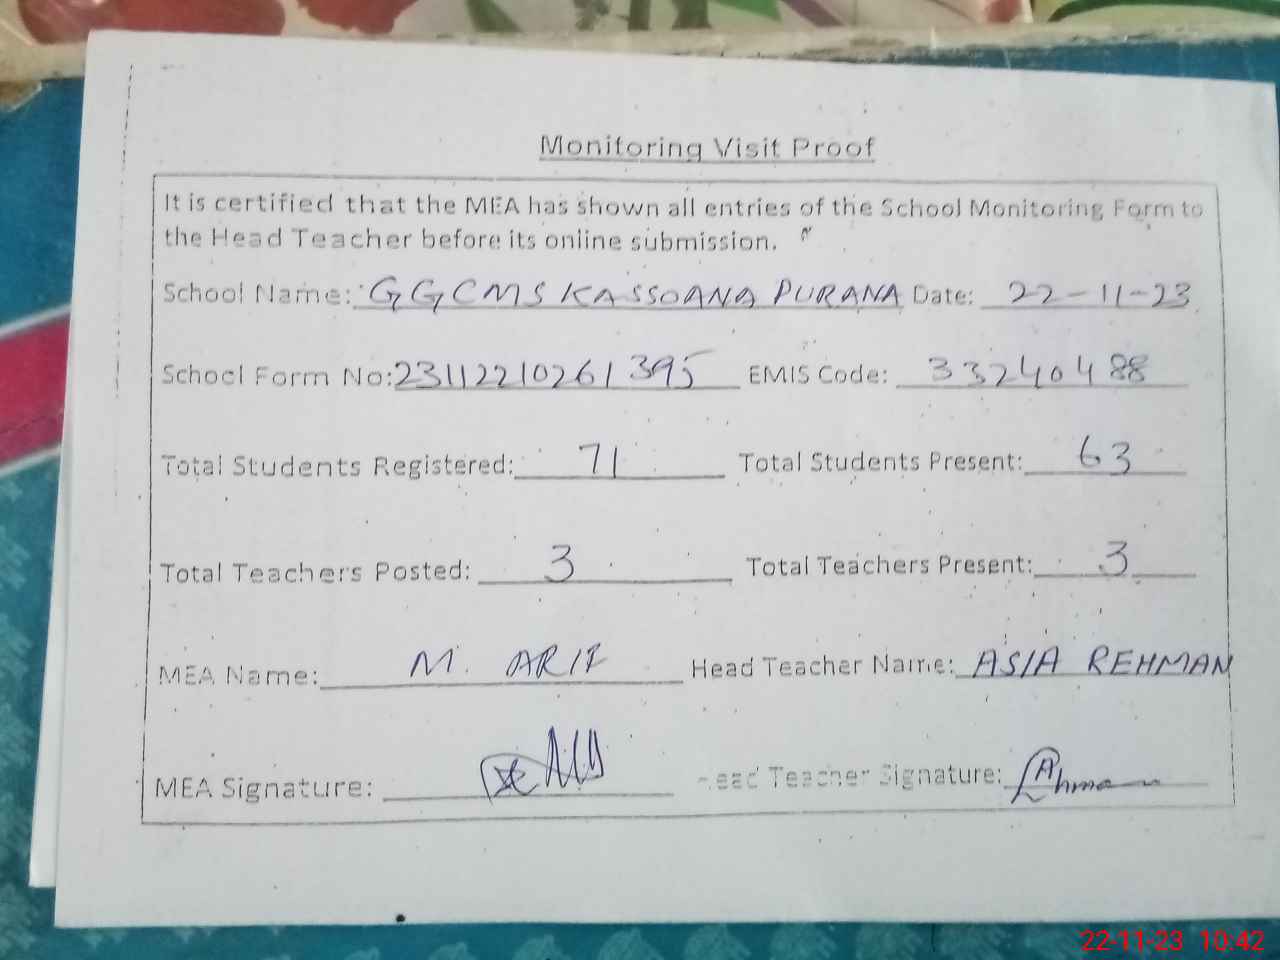 Monitoring Visit Proof
It is certified that the MEA has shown all entries of the School Monitoring Form to
the Head Teacher before its online submission.
School Name: GGCMS KASSOANA PURANA Date: 22-11-23
School Form No: 23112210261395 EMIS Code: 33240488
Total Students Registered: 71 Total Students Present: 63
Total Teachers Posted: 3 Total Teachers Present: 3
MEA Name: M. ARIF Head Teacher Name: ASIA REHMAN
MEA Signature: Head Teacher Signature:
22-11-23 10:42